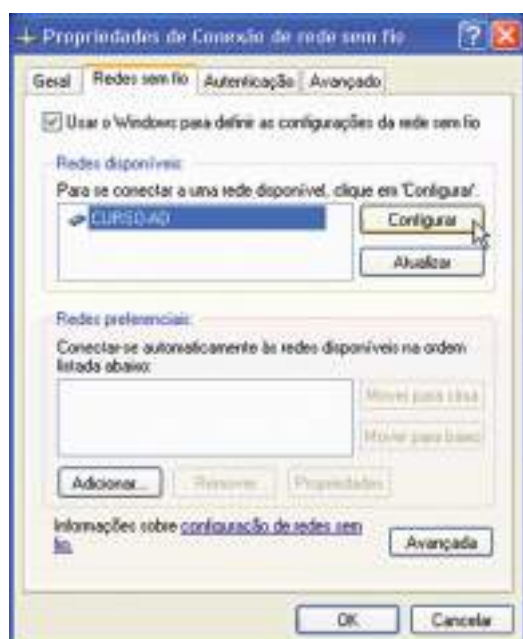 Propriedades de Conexão de rede sem fio
Geral Redes sem fio Autenticação Avançado
Usar o Windows para definir as configurações da rede sem fio
Redes disponíveis:
Para se conectar a uma rede disponível, clique em 'Configurar'.
CURSO-AD
Configurar
Atualizar
Redes preferenciais:
Conectar-se automaticamente às redes disponíveis na ordem
listada abaixo:
Mover para cima
Mover para baixo
Adicionar... Remover Propriedades
Informações sobre configuração de redes sem
fio.
Avançada
OK Cancelar